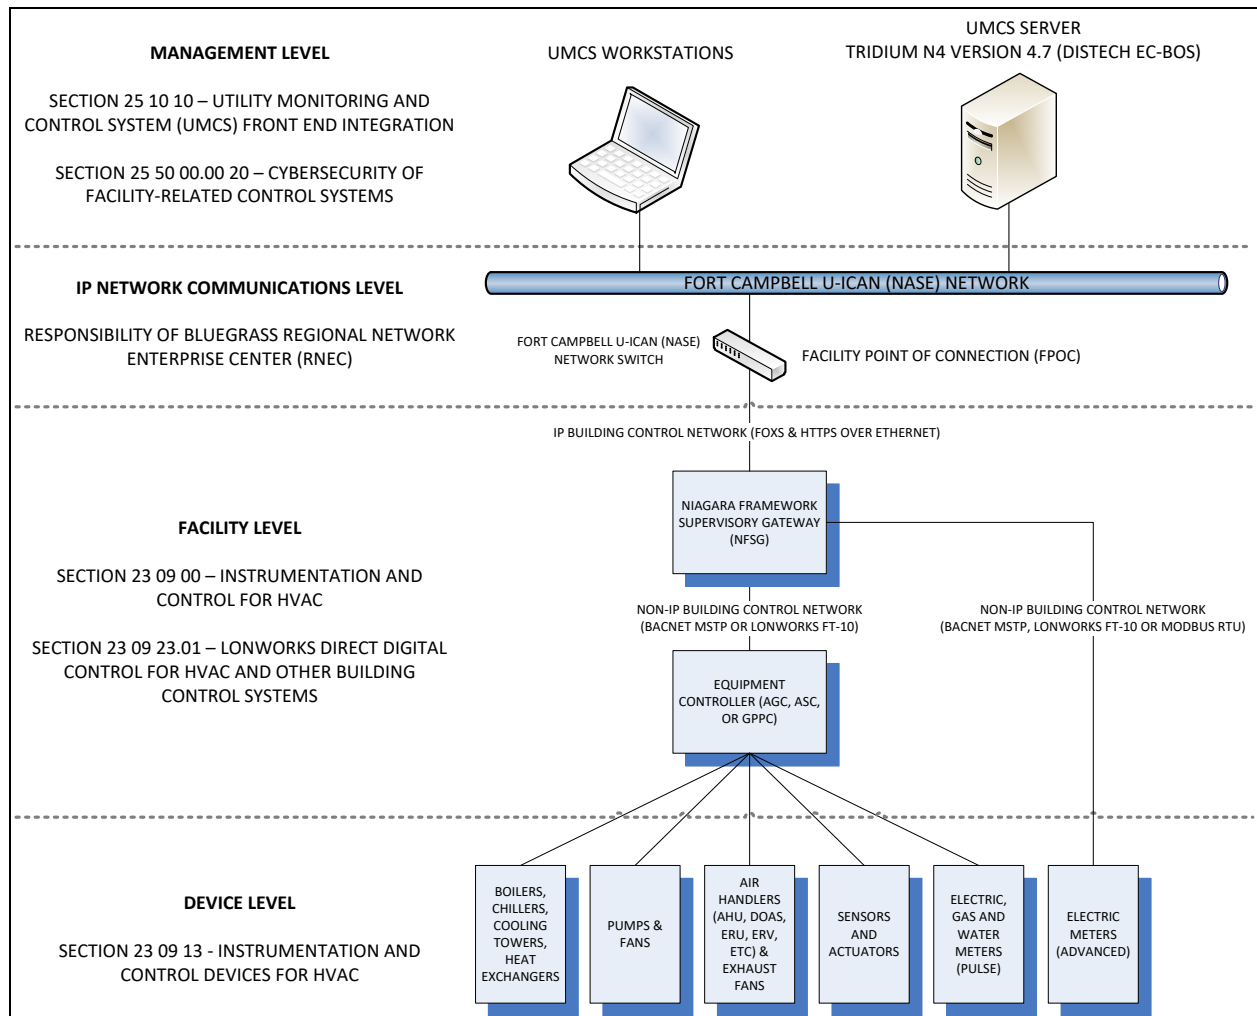 MANAGEMENT LEVEL
SECTION 25 10 10 – UTILITY MONITORING AND
CONTROL SYSTEM (UMCS) FRONT END INTEGRATION
SECTION 25 50 00.00 20 – CYBERSECURITY OF
FACILITY-RELATED CONTROL SYSTEMS
UMCS WORKSTATIONS
UMCS SERVER
TRIDIUM N4 VERSION 4.7 (DISTECH EC-BOS)
IP NETWORK COMMUNICATIONS LEVEL
RESPONSIBILITY OF BLUEGRASS REGIONAL NETWORK
ENTERPRISE CENTER (RNEC)
FORT CAMPBELL U-ICAN (NASE) NETWORK
FORT CAMPBELL U-ICAN (NASE)
NETWORK SWITCH
FACILITY POINT OF CONNECTION (FPOC)
IP BUILDING CONTROL NETWORK (FOXS & HTTPS OVER ETHERNET)
FACILITY LEVEL
SECTION 23 09 00 – INSTRUMENTATION AND
CONTROL FOR HVAC
SECTION 23 09 23.01 – LONWORKS DIRECT DIGITAL
CONTROL FOR HVAC AND OTHER BUILDING
CONTROL SYSTEMS
NIAGARA FRAMEWORK
SUPERVISORY GATEWAY
(NFSG)
NON-IP BUILDING CONTROL NETWORK
(BACNET MSTP OR LONWORKS FT-10)
NON-IP BUILDING CONTROL NETWORK
(BACNET MSTP, LONWORKS FT-10 OR MODBUS RTU)
EQUIPMENT
CONTROLLER (AGC, ASC,
OR GPPC)
DEVICE LEVEL
SECTION 23 09 13 - INSTRUMENTATION AND
CONTROL DEVICES FOR HVAC
BOILERS,
CHILLERS,
COOLING
TOWERS,
HEAT
EXCHANGERS
PUMPS &
FANS
AIR
HANDLERS
(AHU, DOAS,
ERU, ERV,
ETC) &
EXHAUST
FANS
SENSORS
AND
ACTUATORS
ELECTRIC,
GAS AND
WATER
METERS
(PULSE)
ELECTRIC
METERS
(ADVANCED)